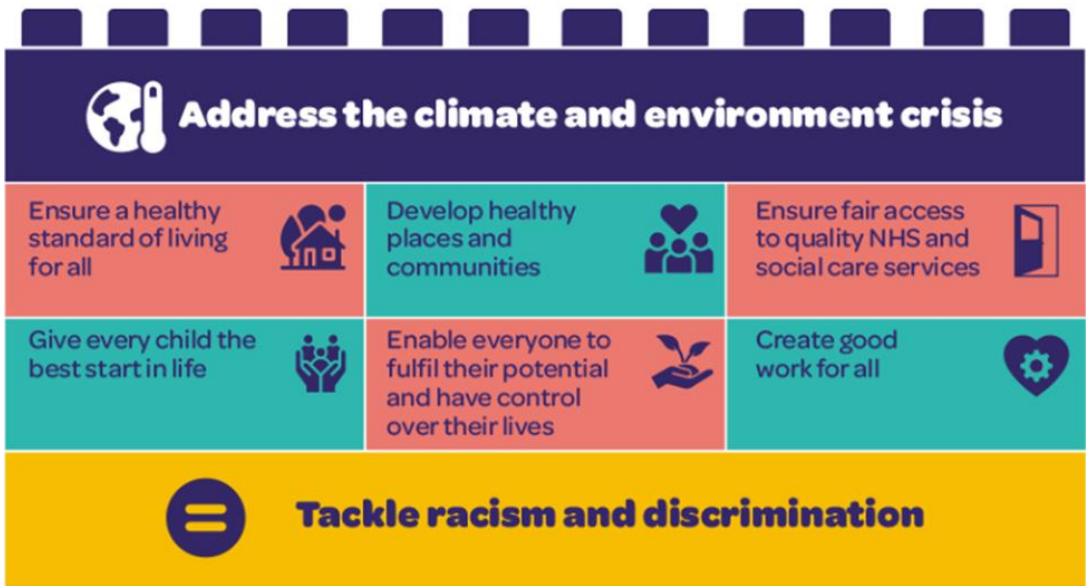 Address the climate and environment crisis
Ensure a healthy
standard of living
for all
Develop healthy
places and
communities
Ensure fair access
to quality NHS and
social care services
Give every child the
best start in life
Enable everyone to
fulfil their potential
and have control
over their lives
Create good
work for all
Tackle racism and discrimination